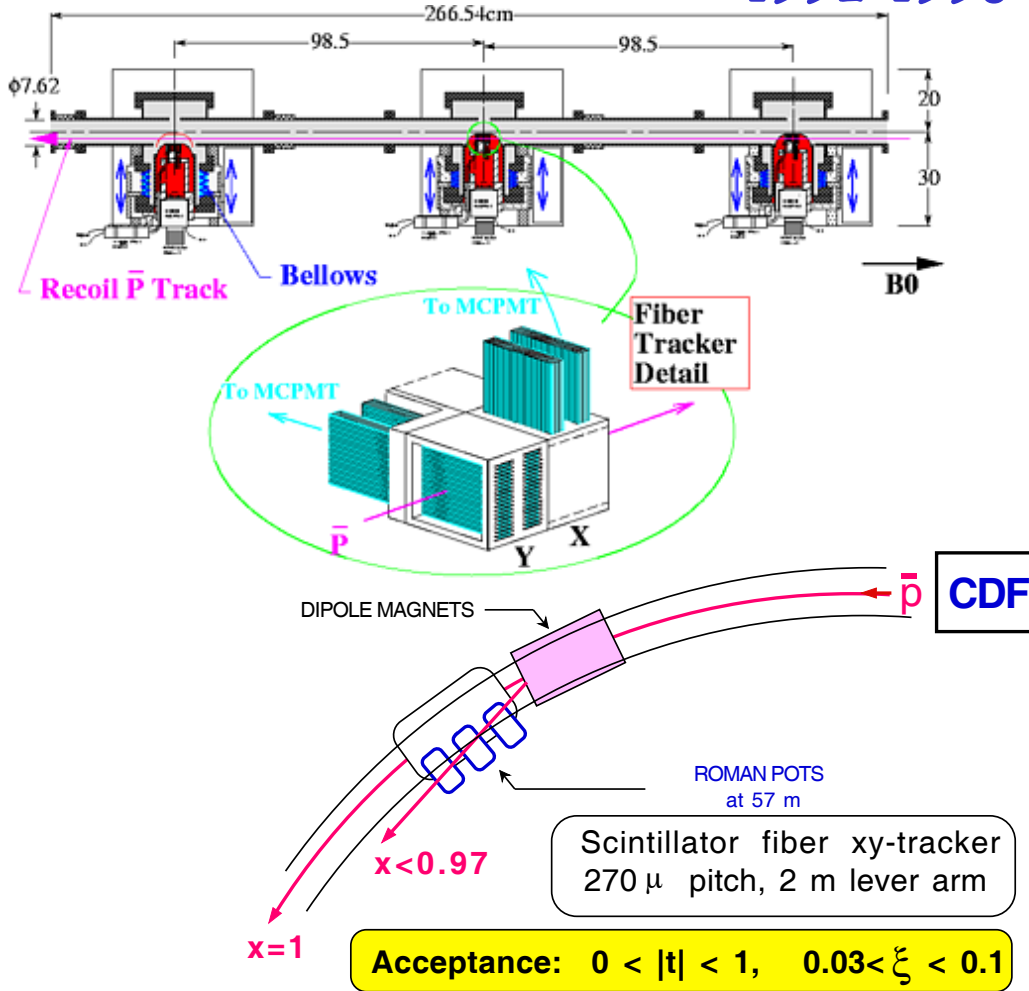 266.54cm
98.5
98.5
ϕ7.62
20
30
Recoil P̅ Track
Bellows
B0
To MCPMT
Fiber
Tracker
Detail
To MCPMT
P̅
Y
X
DIPOLE MAGNETS
p̅
CDF
ROMAN POTS
at 57 m
x<0.97
Scintillator fiber xy-tracker
270 μ pitch, 2 m lever arm
x=1
Acceptance: 0 < |t| < 1, 0.03< ξ < 0.1